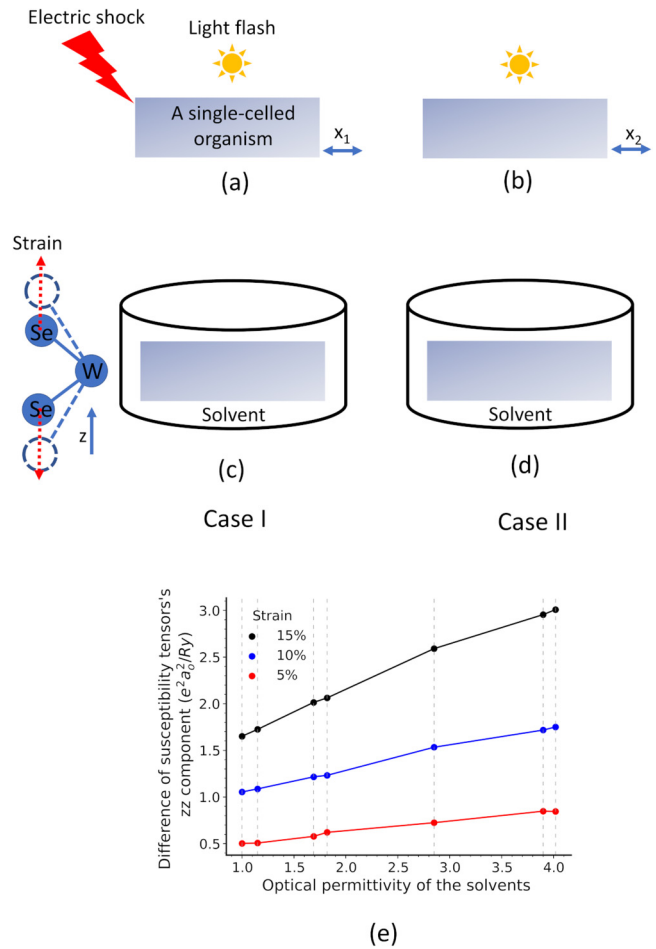 Electric shock
Light flash
A single-celled
organism
x1
x2
(a)
(b)
Strain
Se
W
Se
z
Solvent
Solvent
(c)
(d)
Case I
Case II
Difference of susceptibility tensors's
zz component (e²a₀²/Ry)
3.0
2.5
2.0
1.5
1.0
0.5
Strain
15%
10%
5%
1.0 1.5 2.0 2.5 3.0 3.5 4.0
Optical permittivity of the solvents
(e)